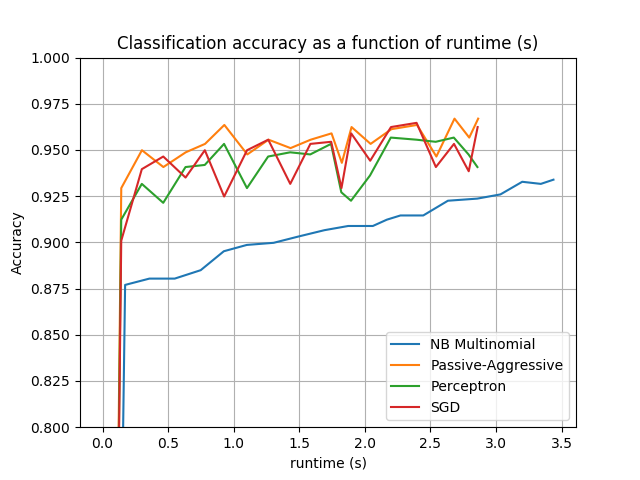 Classification accuracy as a function of runtime (s)
1.000
0.975
0.950
0.925
0.900
0.875
0.850
0.825
0.800
Accuracy
NB Multinomial
Passive-Aggressive
Perceptron
SGD
0.0 0.5 1.0 1.5 2.0 2.5 3.0 3.5
runtime (s)